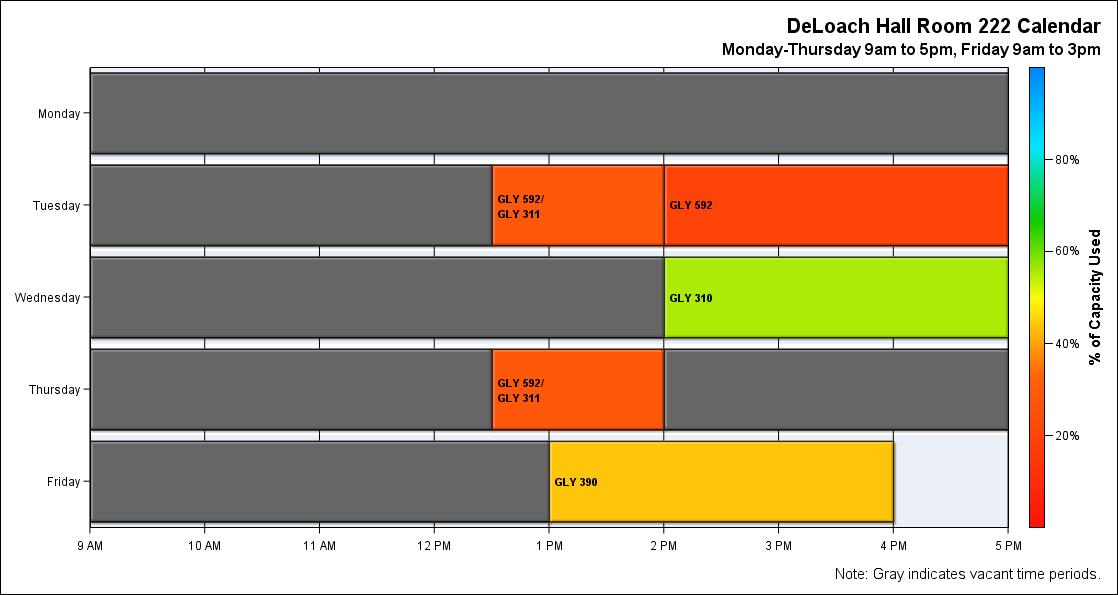 DeLoach Hall Room 222 Calendar
Monday-Thursday 9am to 5pm, Friday 9am to 3pm
Monday
Tuesday
GLY 592/
GLY 311
GLY 592
Wednesday
GLY 310
Thursday
GLY 592/
GLY 311
Friday
GLY 390
9 AM
10 AM
11 AM
12 PM
1 PM
2 PM
3 PM
4 PM
5 PM
80%
60%
40%
20%
% of Capacity Used
Note: Gray indicates vacant time periods.